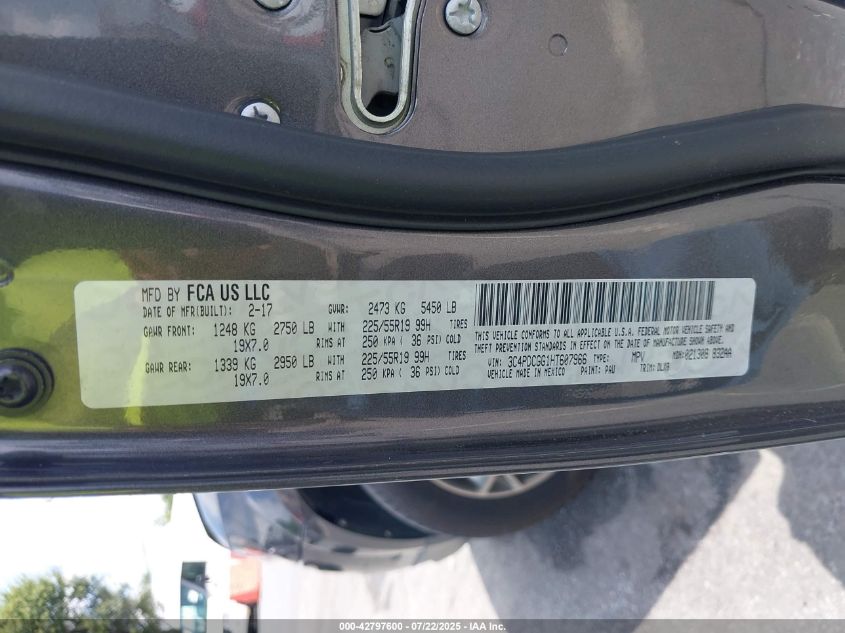 MFD BY FCA US LLC
DATE OF MFR(BUILT): 2-17 GVWR: 2473 KG 5450 LB
GAWR FRONT: 1248 KG 2750 LB WITH 225/55R19 99H TIRES
19X7.0 RIMS AT 250 KPA ( 36 PSI) COLD
GAWR REAR: 1339 KG 2950 LB WITH 225/55R19 99H TIRES
19X7.0 RIMS AT 250 KPA ( 36 PSI) COLD
THIS VEHICLE CONFORMS TO ALL APPLICABLE U.S.A. FEDERAL MOTOR VEHICLE SAFETY AND
THEFT PREVENTION STANDARDS IN EFFECT ON THE DATE OF MANUFACTURE SHOWN ABOVE.
VIN: 3C4PDCGG1HT607966 TYPE: MPV MDH: 021309 032AA
VEHICLE MADE IN MEXICO PAINT: PAU TRIM: DLX9
000-42797600 - 07/22/2025 - IAA Inc.